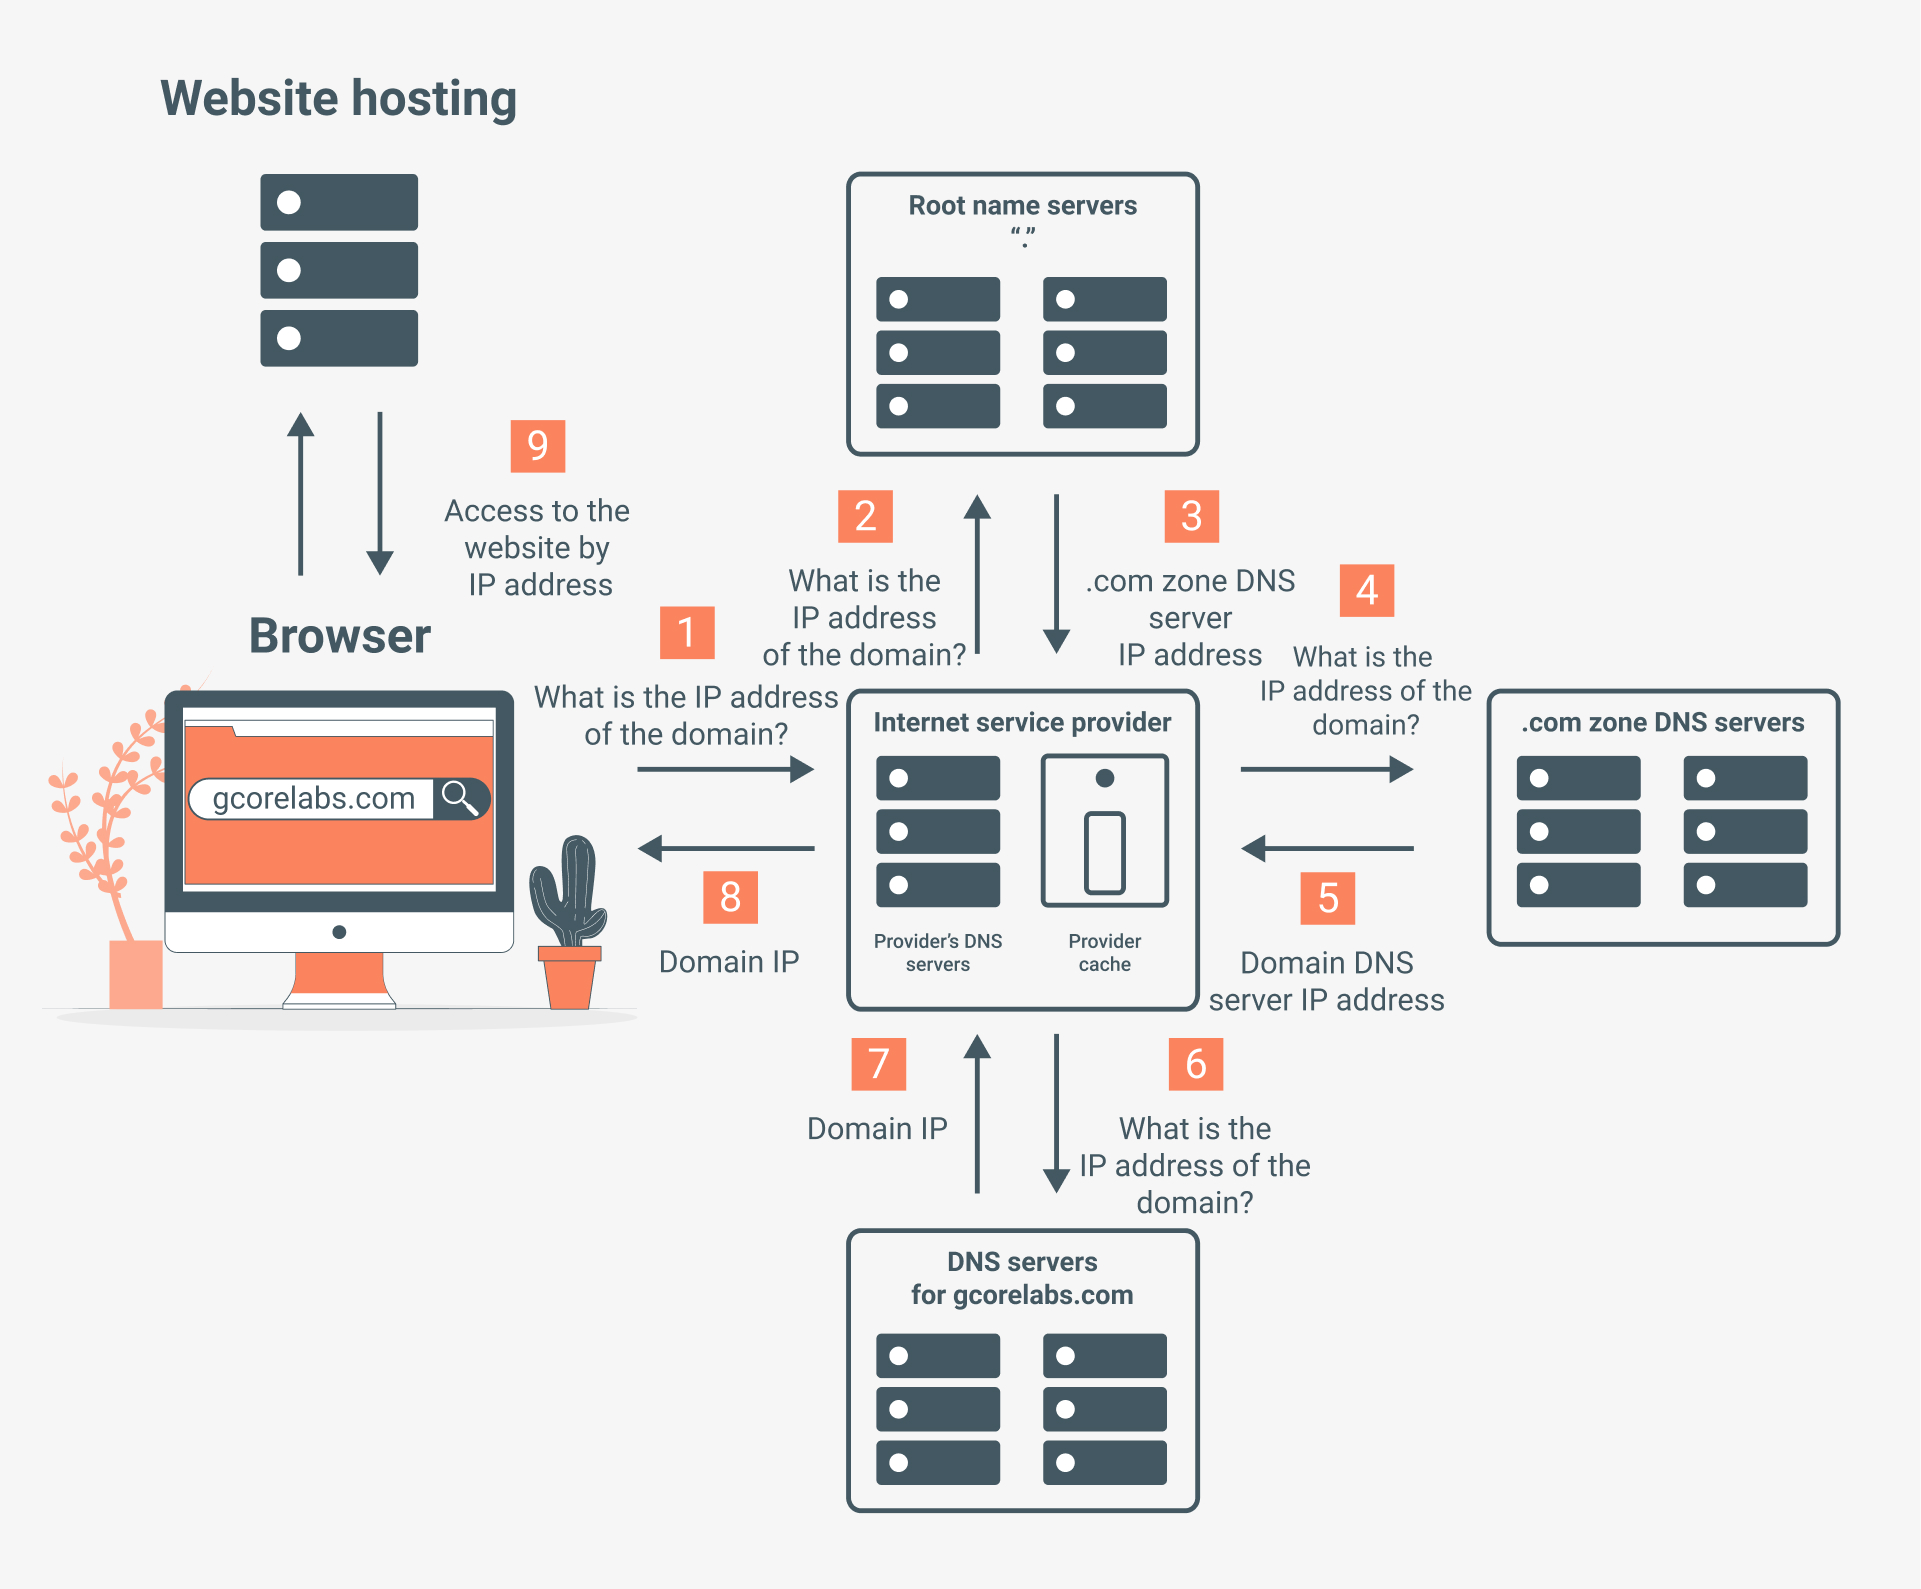 Website hosting
Root name servers
“.”
9
Access to the
website by
IP address
2
What is the
IP address
of the domain?
3
.com zone DNS
server
IP address
4
What is the
IP address of the
domain?
Browser
1
What is the IP address
of the domain?
gcorelabs.com
Internet service provider
Provider’s DNS
servers
Provider
cache
.com zone DNS servers
8
Domain IP
5
Domain DNS
server IP address
7
Domain IP
6
What is the
IP address of the
domain?
DNS servers
for gcorelabs.com